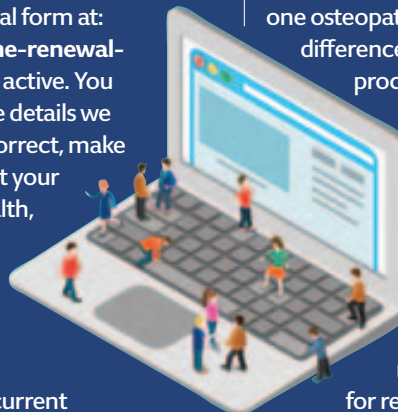 al form at:
ne-renewal-
active. You
e details we
orrect, make
t your
lth,
current
one osteopat
difference
proc
for re